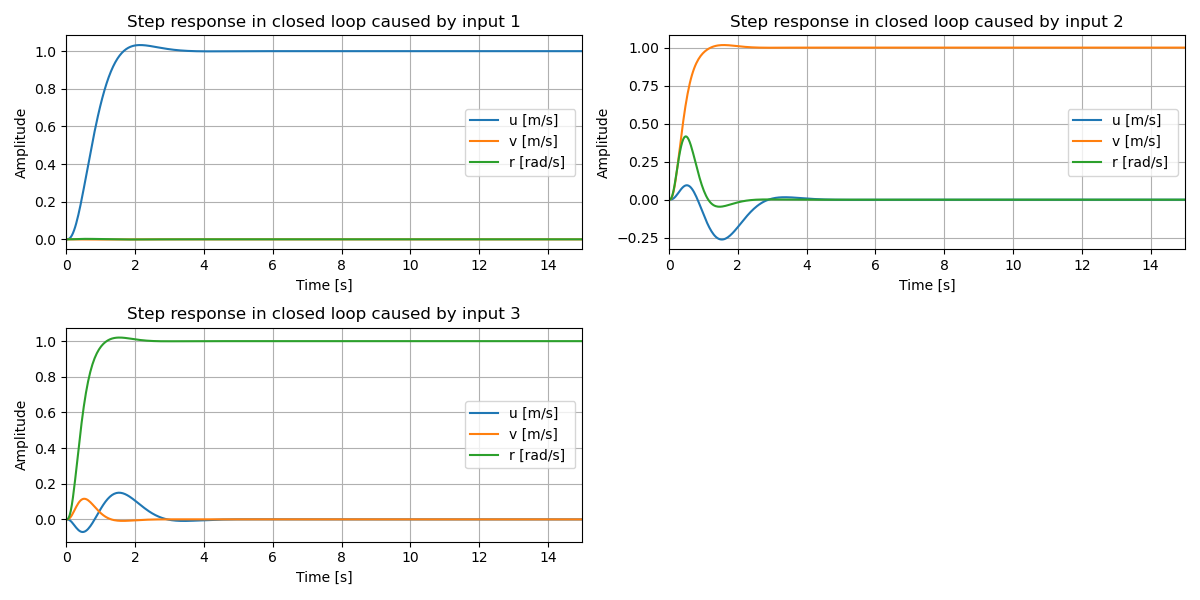 Step response in closed loop caused by input 1
1.0
0.8
0.6
0.4
0.2
0.0
Amplitude
u [m/s]
v [m/s]
r [rad/s]
0 2 4 6 8 10 12 14
Time [s]
Step response in closed loop caused by input 2
1.00
0.75
0.50
0.25
0.00
−0.25
Amplitude
u [m/s]
v [m/s]
r [rad/s]
0 2 4 6 8 10 12 14
Time [s]
Step response in closed loop caused by input 3
1.0
0.8
0.6
0.4
0.2
0.0
Amplitude
u [m/s]
v [m/s]
r [rad/s]
0 2 4 6 8 10 12 14
Time [s]